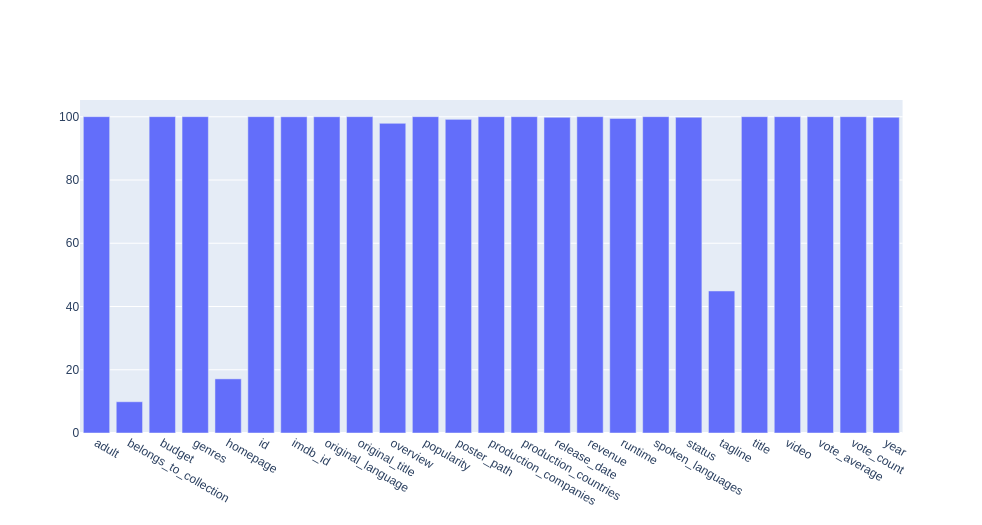 100
80
60
40
20
0
adult
belongs_to_collection
budget
genres
homepage
id
imdb_id
original_language
original_title
overview
popularity
poster_path
production_companies
production_countries
release_date
revenue
runtime
spoken_languages
status
tagline
title
video
vote_average
vote_count
year